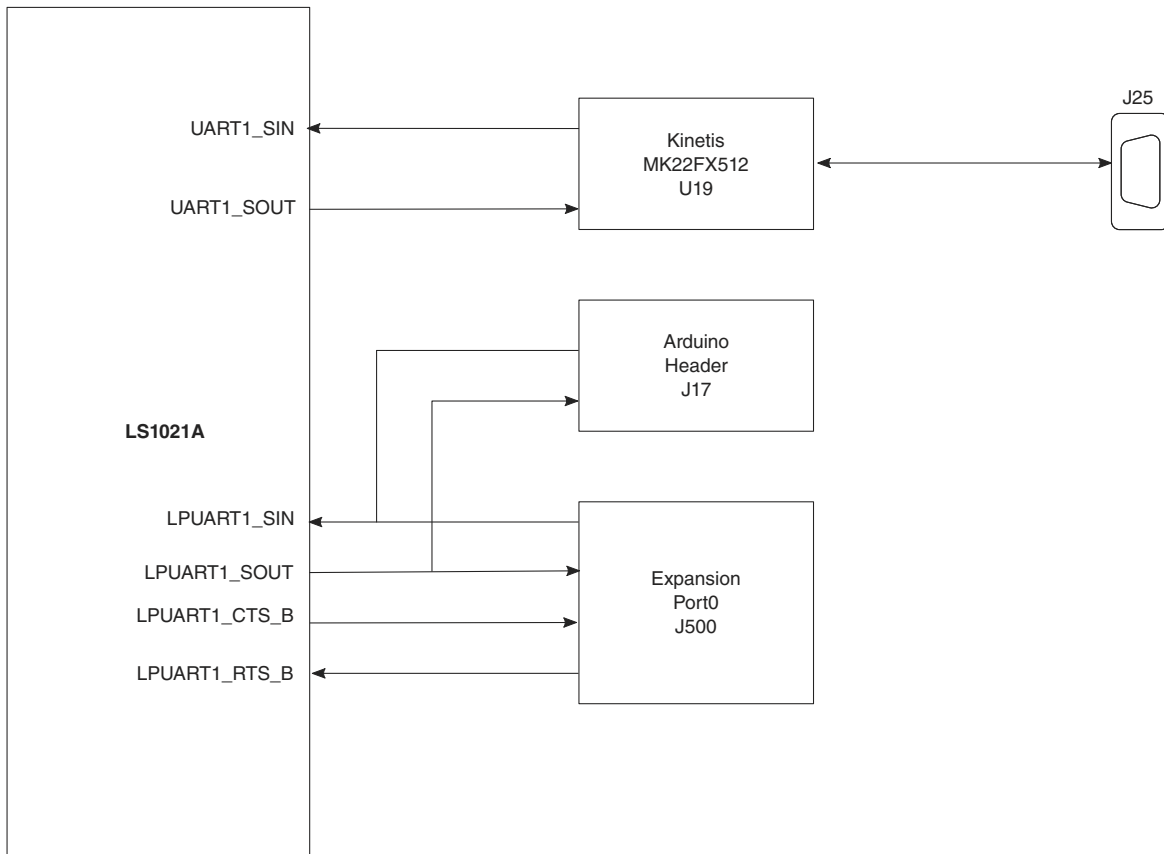 J25
UART1_SIN
Kinetis
MK22FX512
U19
UART1_SOUT
Arduino
Header
J17
LS1021A
LPUART1_SIN
LPUART1_SOUT
LPUART1_CTS_B
LPUART1_RTS_B
Expansion
Port0
J500